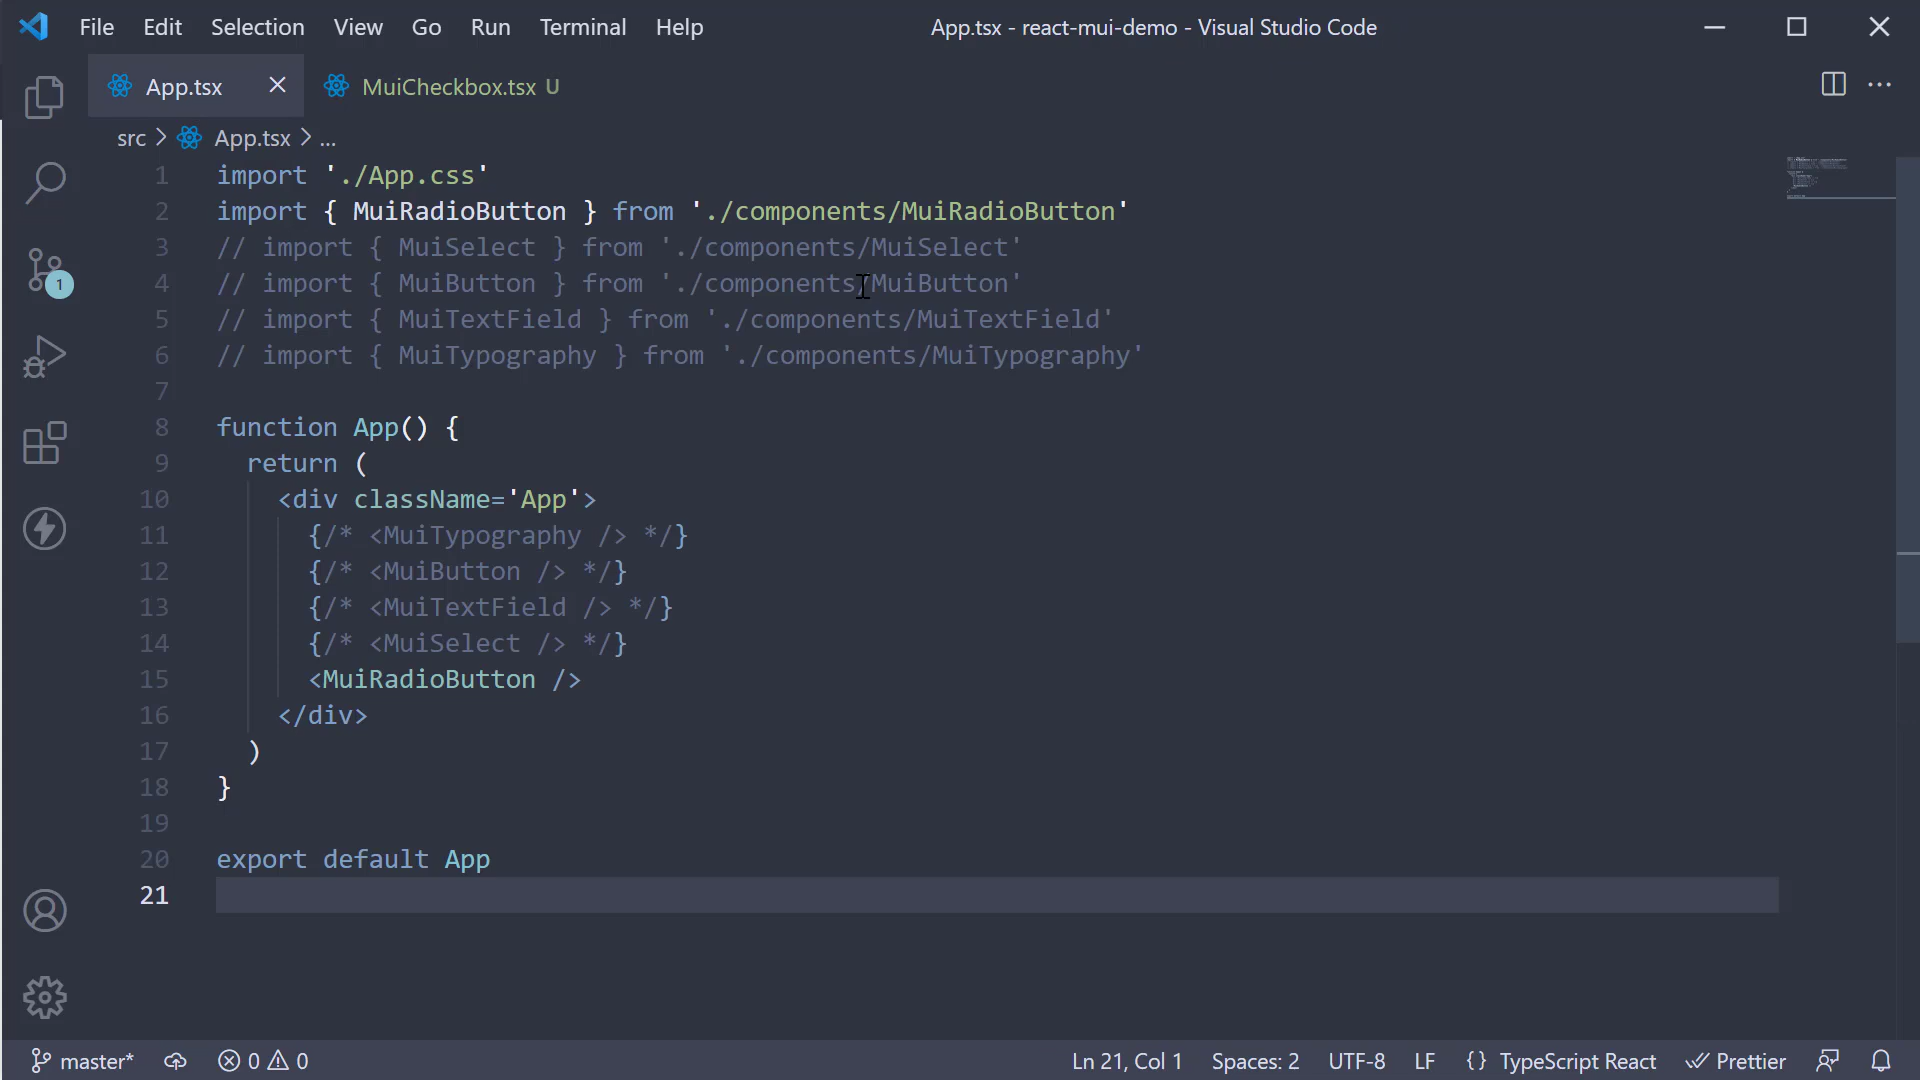 File Edit Selection View Go Run Terminal Help App.tsx - react-mui-demo - Visual Studio Code
App.tsx MuiCheckbox.tsx U
src > App.tsx > ...
1 import './App.css'
2 import { MuiRadioButton } from './components/MuiRadioButton'
3 // import { MuiSelect } from './components/MuiSelect'
4 // import { MuiButton } from './components/MuiButton'
5 // import { MuiTextField } from './components/MuiTextField'
6 // import { MuiTypography } from './components/MuiTypography'
7
8 function App() {
9 return (
10 <div className='App'>
11 {/* <MuiTypography /> */}
12 {/* <MuiButton /> */}
13 {/* <MuiTextField /> */}
14 {/* <MuiSelect /> */}
15 <MuiRadioButton />
16 </div>
17 )
18 }
19
20 export default App
21
1
master* 0 0 Ln 21, Col 1 Spaces: 2 UTF-8 LF {} TypeScript React Prettier